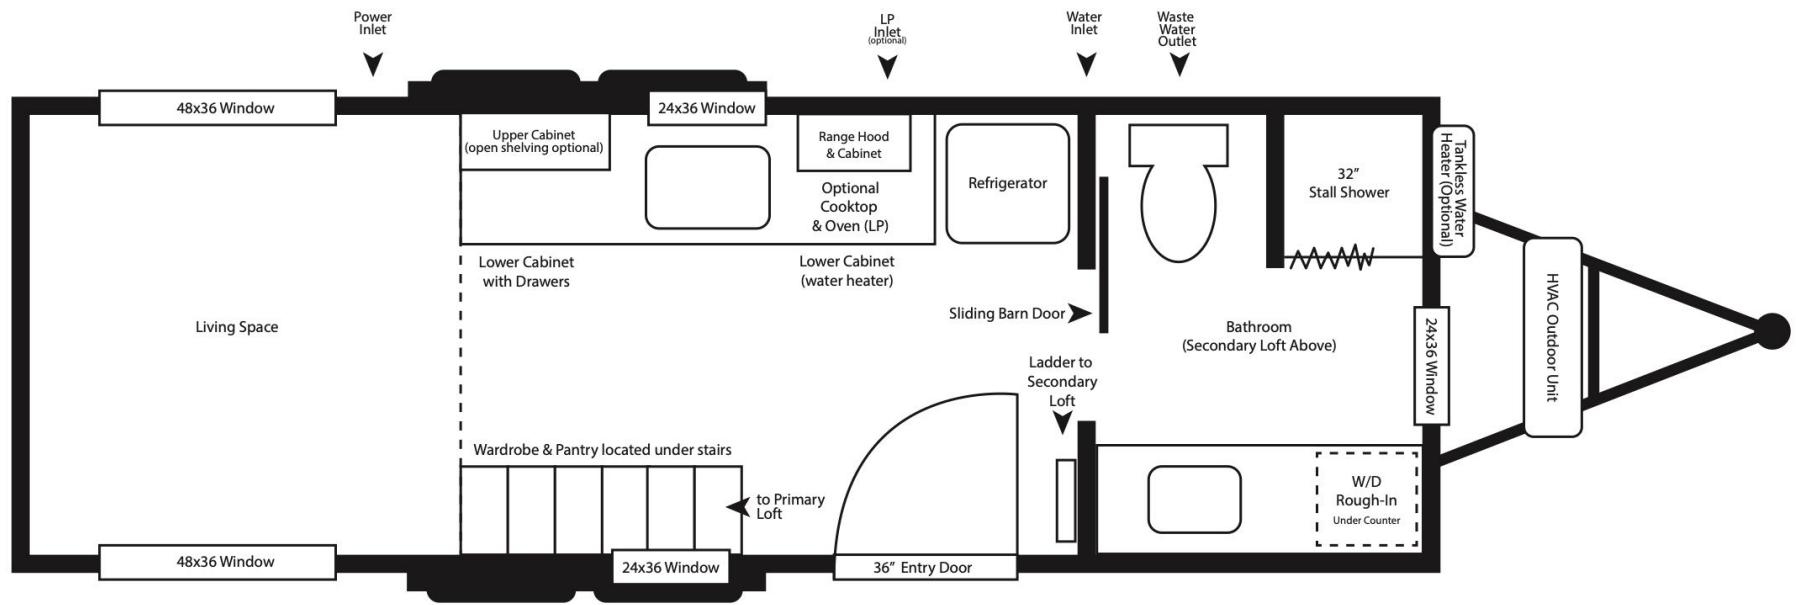 Power
Inlet
LP
Inlet
(optional)
Water
Inlet
Waste
Water
Outlet
48x36 Window
24x36 Window
Upper Cabinet
(open shelving optional)
Range Hood
& Cabinet
Optional
Cooktop
& Oven (LP)
Refrigerator
32”
Stall Shower
Tankless Water
Heater (Optional)
Lower Cabinet
with Drawers
Lower Cabinet
(water heater)
Sliding Barn Door
Living Space
Bathroom
(Secondary Loft Above)
24x36 Window
HVAC Outdoor Unit
Ladder to
Secondary
Loft
Wardrobe & Pantry located under stairs
to Primary
Loft
W/D
Rough-In
Under Counter
48x36 Window
24x36 Window
36” Entry Door